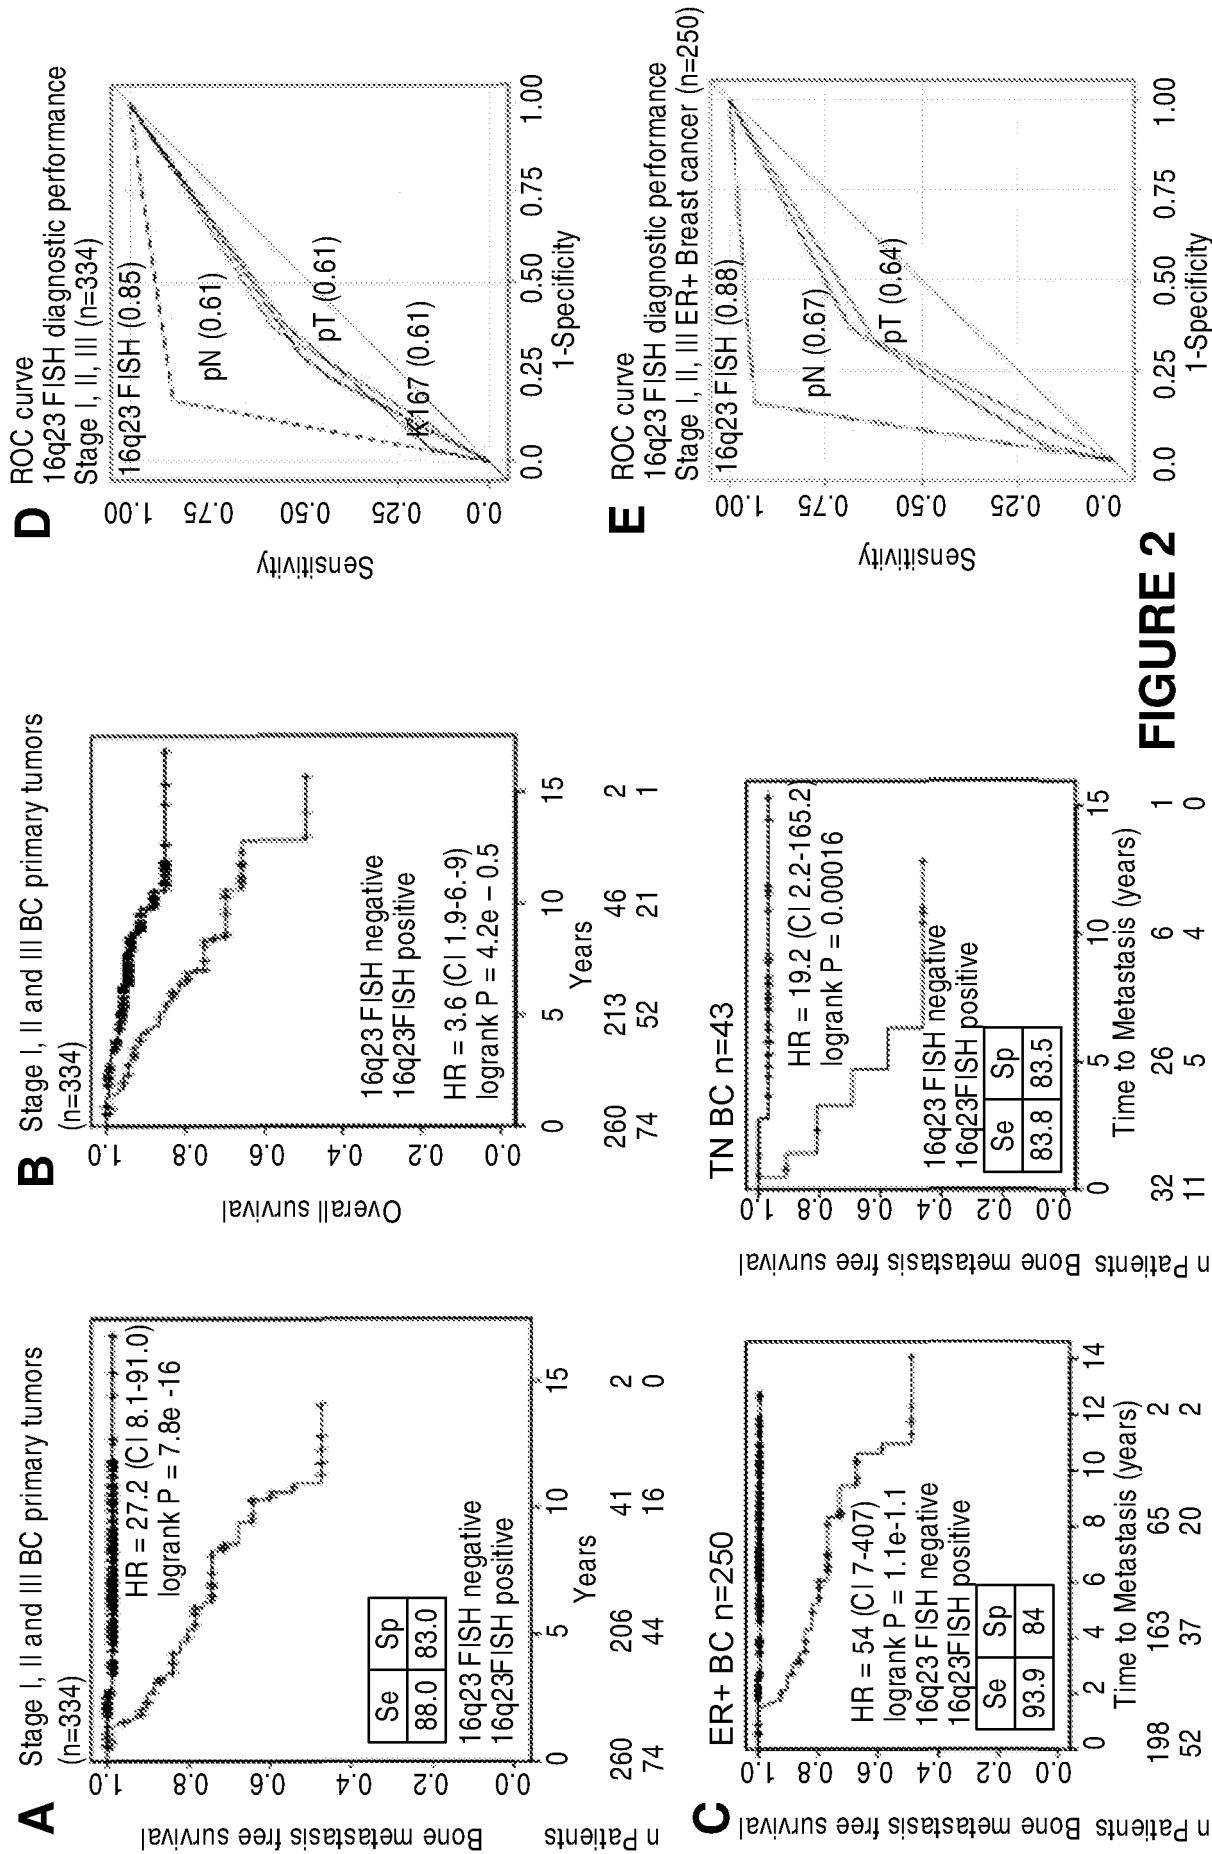 A
Stage I, II and III BC primary tumors
(n=334)
Bone metastasis free survival
1.0
0.8
0.6
0.4
0.2
0.0
HR = 27.2 (CI 8.1-91.0)
logrank P = 7.8e -16
Se Sp
88.0 83.0
16q23 FISH negative
16q23FISH positive
0 5 10 15
Years
n Patients
260 206 41 2
74 44 16 0
B
Stage I, II and III BC primary tumors
(n=334)
Overall survival
1.0
0.8
0.6
0.4
0.2
0.0
16q23 FISH negative
16q23FISH positive
HR = 3.6 (CI 1.9-6.-9)
logrank P = 4.2e – 0.5
0 5 10 15
Years
260 213 46 2
74 52 21 1
C
ER+ BC n=250
Bone metastasis free survival
1.0
0.8
0.6
0.4
0.2
0.0
HR = 54 (CI 7-407)
logrank P = 1.1e-1.1
16q23 FISH negative
16q23FISH positive
Se Sp
93.9 84
0 2 4 6 8 10 12 14
Time to Metastasis (years)
n Patients
198 163 65 2
52 37 20 2
TN BC n=43
Bone metastasis free survival
1.0
0.8
0.6
0.4
0.2
0.0
HR = 19.2 (CI 2.2-165.2)
logrank P = 0.00016
16q23 FISH negative
16q23FISH positive
Se Sp
83.8 83.5
0 5 10 15
Time to Metastasis (years)
n Patients
32 26 6 1
11 5 4 0
D
ROC curve
16q23 FISH diagnostic performance
Stage I, II, III (n=334)
Sensitivity
1.00
0.75
0.50
0.25
0.0
16q23 FISH (0.85)
pN (0.61)
pT (0.61)
K167 (0.61)
0.0 0.25 0.50 0.75 1.00
1-Specificity
E
ROC curve
16q23 FISH diagnostic performance
Stage I, II, III ER+ Breast cancer (n=250)
Sensitivity
1.00
0.75
0.50
0.25
0.0
16q23 FISH (0.88)
pN (0.67)
pT (0.64)
0.0 0.25 0.50 0.75 1.00
1-Specificity
FIGURE 2